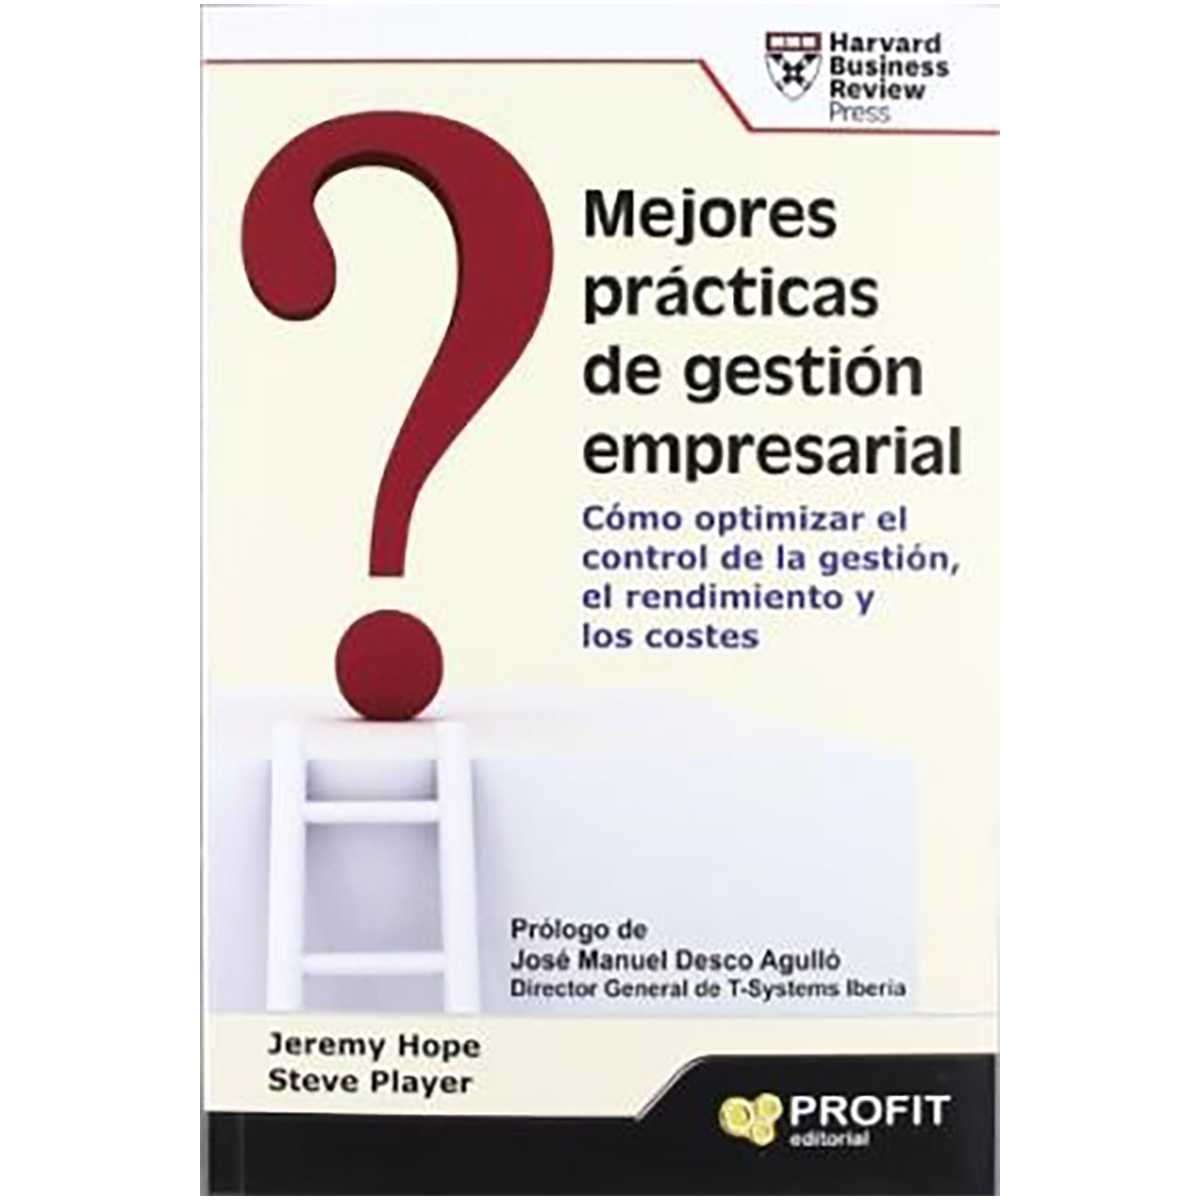 Harvard
Business
Review
Press
Mejores
prácticas
de gestión
empresarial
Cómo optimizar el
control de la gestión,
el rendimiento y
los costes
Prólogo de
José Manuel Desco Agulló
Director General de T-Systems Iberia
Jeremy Hope
Steve Player
PROFIT
editorial